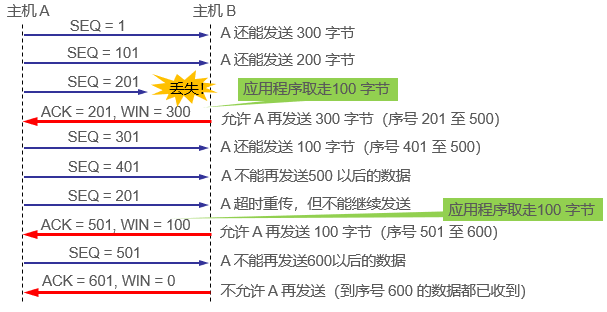 主机 A 主机 B
SEQ = 1 A 还能发送 300 字节
SEQ = 101 A 还能发送 200 字节
SEQ = 201 丢失! 应用程序取走100 字节
ACK = 201, WIN = 300 允许 A 再发送 300 字节（序号 201 至 500）
SEQ = 301 A 还能发送 100 字节（序号 401 至 500）
SEQ = 401 A 不能再发送500 以后的数据
SEQ = 201 A 超时重传，但不能继续发送 应用程序取走100 字节
ACK = 501, WIN = 100 允许 A 再发送 100 字节（序号 501 至 600）
SEQ = 501 A 不能再发送600以后的数据
ACK = 601, WIN = 0 不允许 A 再发送（到序号 600 的数据都已收到）